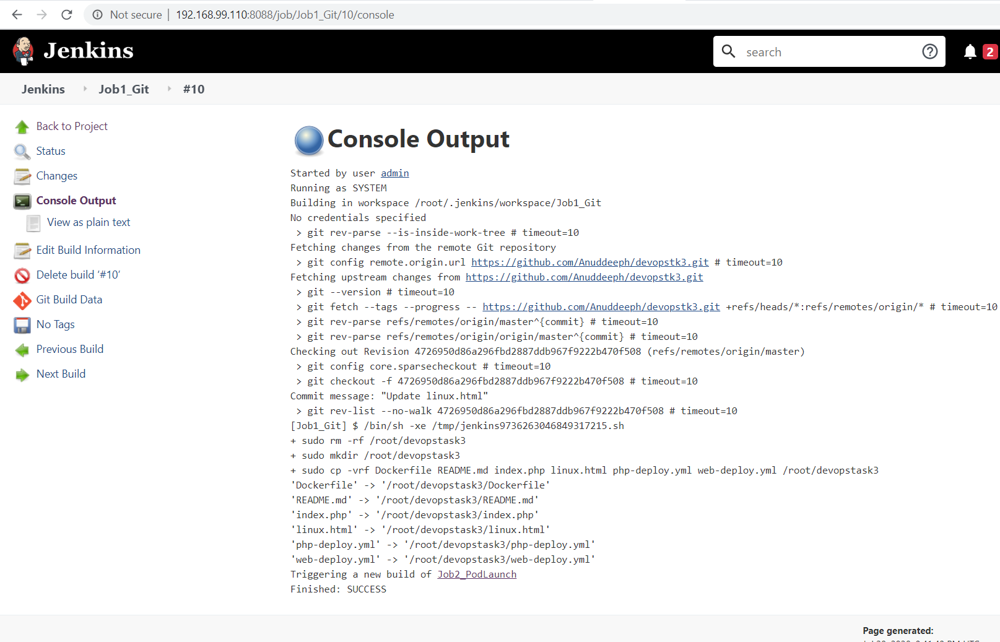 Not secure | 192.168.99.110:8088/job/Job1_Git/10/console
Jenkins
search
2
Jenkins Job1_Git #10
Back to Project
Status
Changes
Console Output
View as plain text
Edit Build Information
Delete build ‘#10’
Git Build Data
No Tags
Previous Build
Next Build
Console Output
Started by user admin
Running as SYSTEM
Building in workspace /root/.jenkins/workspace/Job1_Git
No credentials specified
> git rev-parse --is-inside-work-tree # timeout=10
Fetching changes from the remote Git repository
> git config remote.origin.url https://github.com/Anuddeeph/devopstk3.git # timeout=10
Fetching upstream changes from https://github.com/Anuddeeph/devopstk3.git
> git --version # timeout=10
> git fetch --tags --progress -- https://github.com/Anuddeeph/devopstk3.git +refs/heads/*:refs/remotes/origin/* # timeout=10
> git rev-parse refs/remotes/origin/master^{commit} # timeout=10
> git rev-parse refs/remotes/origin/origin/master^{commit} # timeout=10
Checking out Revision 4726950d86a296fbd2887ddb967f9222b470f508 (refs/remotes/origin/master)
> git config core.sparsecheckout # timeout=10
> git checkout -f 4726950d86a296fbd2887ddb967f9222b470f508 # timeout=10
Commit message: "Update linux.html"
> git rev-list --no-walk 4726950d86a296fbd2887ddb967f9222b470f508 # timeout=10
[Job1_Git] $ /bin/sh -xe /tmp/jenkins9736263046849317215.sh
+ sudo rm -rf /root/devopstask3
+ sudo mkdir /root/devopstask3
+ sudo cp -vrf Dockerfile README.md index.php linux.html php-deploy.yml web-deploy.yml /root/devopstask3
'Dockerfile' -> '/root/devopstask3/Dockerfile'
'README.md' -> '/root/devopstask3/README.md'
'index.php' -> '/root/devopstask3/index.php'
'linux.html' -> '/root/devopstask3/linux.html'
'php-deploy.yml' -> '/root/devopstask3/php-deploy.yml'
'web-deploy.yml' -> '/root/devopstask3/web-deploy.yml'
Triggering a new build of Job2_PodLaunch
Finished: SUCCESS
Page generated: